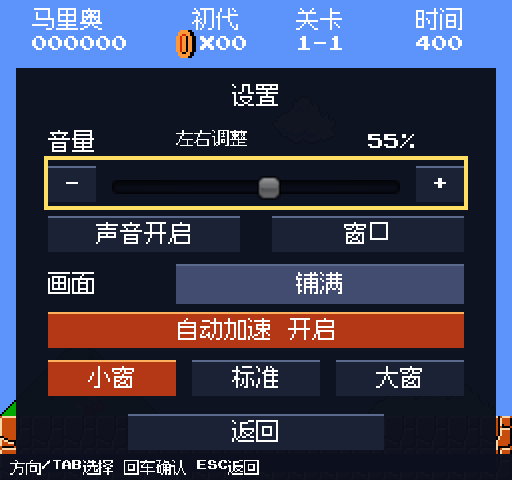 马里奥 初代 关卡 时间
000000 ×00 1-1 400
设置
音量 左右调整 55%
- +
声音开启 窗口
画面 铺满
自动加速 开启
小窗 标准 大窗
返回
方向/TAB选择 回车确认 ESC返回